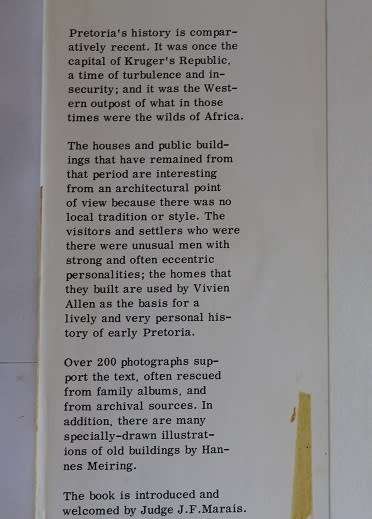 Pretoria's history is compar-
atively recent. It was once the
capital of Kruger's Republic,
a time of turbulence and in-
security; and it was the West-
ern outpost of what in those
times were the wilds of Africa.
The houses and public build-
ings that have remained from
that period are interesting
from an architectural point
of view because there was no
local tradition or style. The
visitors and settlers who were
there were unusual men with
strong and often eccentric
personalities; the homes that
they built are used by Vivien
Allen as the basis for a
lively and very personal his-
tory of early Pretoria.
Over 200 photographs sup-
port the text, often rescued
from family albums, and
from archival sources. In
addition, there are many
specially-drawn illustrat-
ions of old buildings by Han-
nes Meiring.
The book is introduced and
welcomed by Judge J.F.Marais.